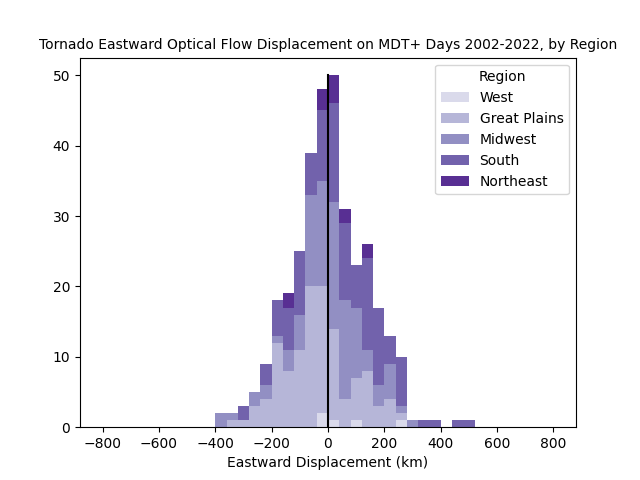 Tornado Eastward Optical Flow Displacement on MDT+ Days 2002-2022, by Region
50
40
30
20
10
0
Region
West
Great Plains
Midwest
South
Northeast
−800 −600 −400 −200 0 200 400 600 800
Eastward Displacement (km)